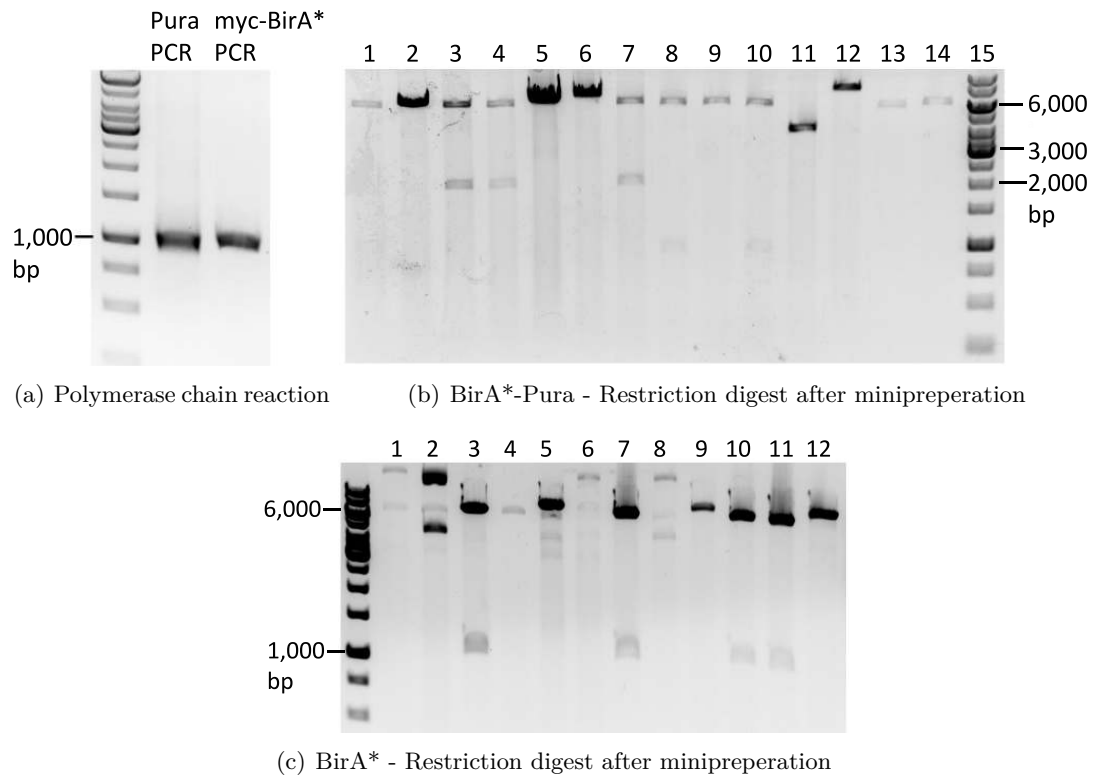 Pura myc-BirA*
PCR PCR
1,000
bp
(a) Polymerase chain reaction
1 2 3 4 5 6 7 8 9 10 11 12 13 14 15
6,000
3,000
2,000
bp
(b) BirA*-Pura - Restriction digest after minipreperation
1 2 3 4 5 6 7 8 9 10 11 12
6,000
1,000
bp
(c) BirA* - Restriction digest after minipreperation